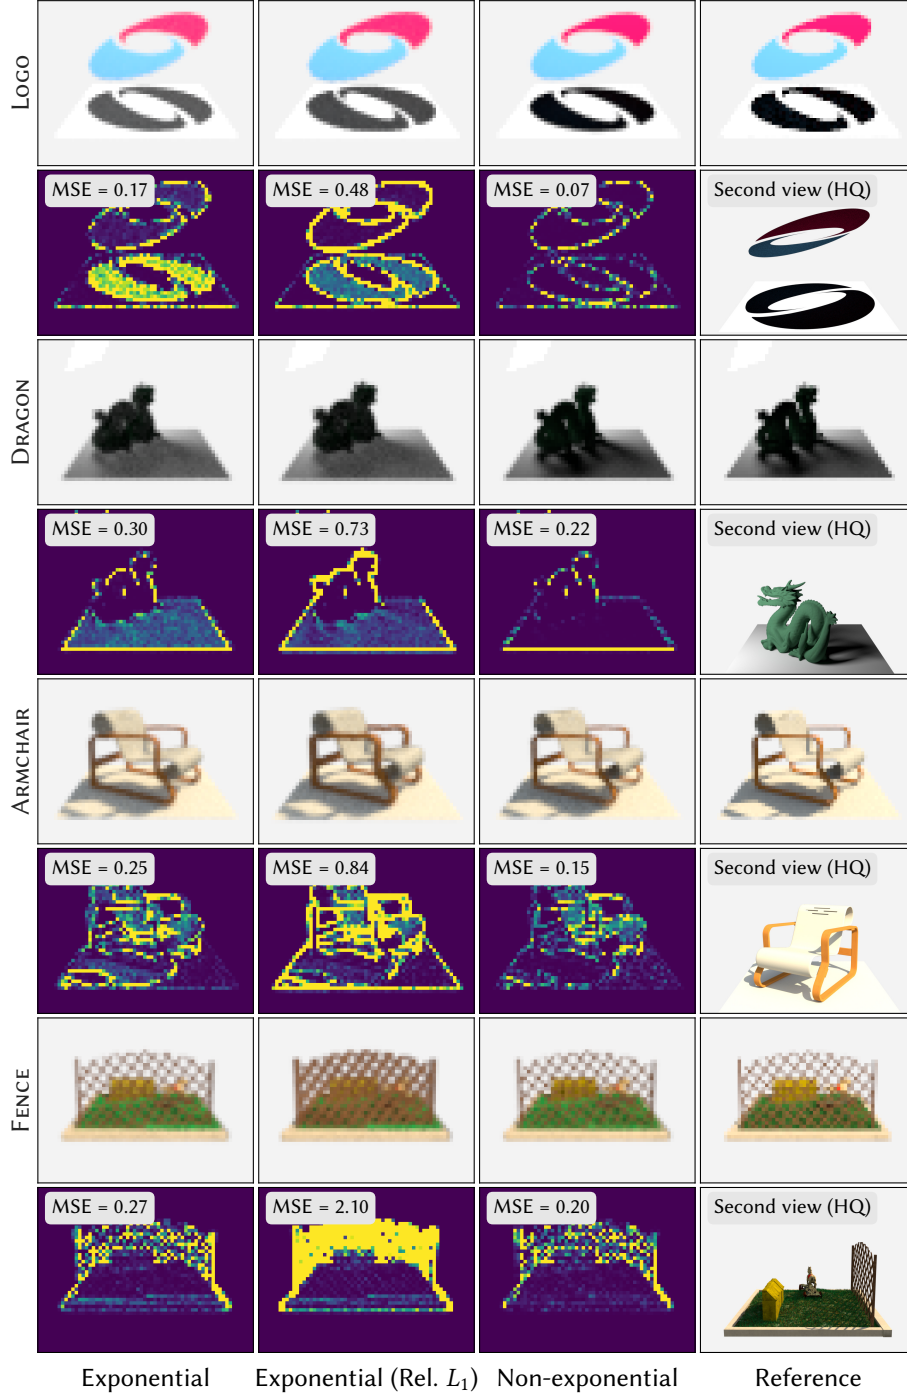 LOGO
MSE = 0.17
MSE = 0.48
MSE = 0.07
Second view (HQ)
DRAGON
MSE = 0.30
MSE = 0.73
MSE = 0.22
Second view (HQ)
ARMCHAIR
MSE = 0.25
MSE = 0.84
MSE = 0.15
Second view (HQ)
FENCE
MSE = 0.27
MSE = 2.10
MSE = 0.20
Second view (HQ)
Exponential
Exponential (Rel. L₁)
Non-exponential
Reference